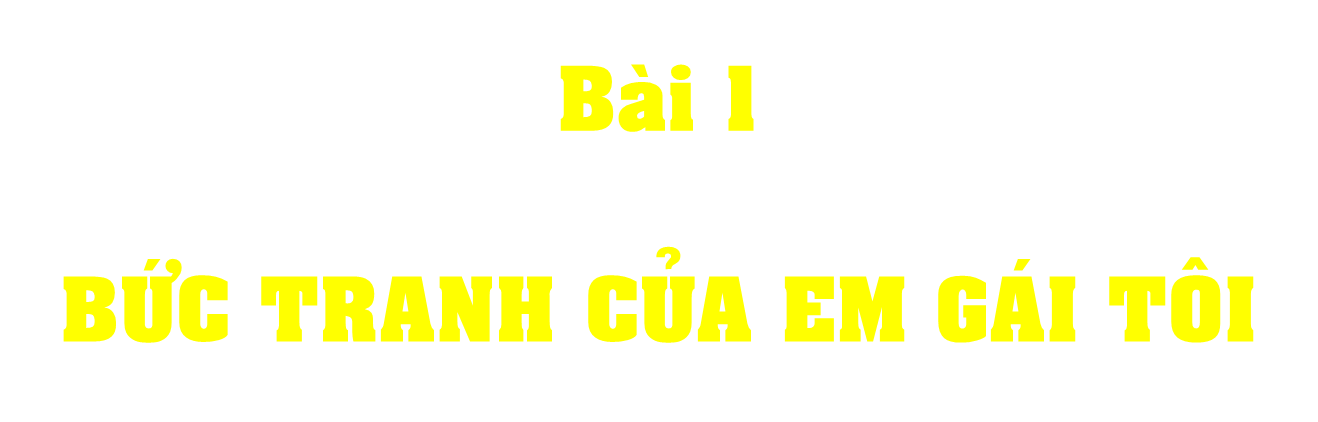 Bài 1
BỨC TRANH CỦA EM GÁI TÔI